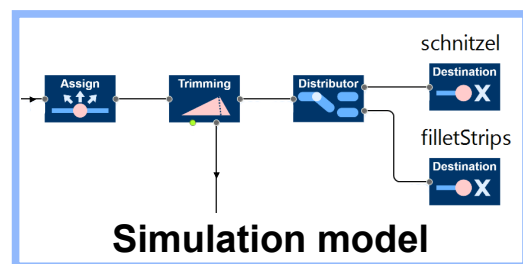 schnitzel
Assign
Trimming
Distributor
Destination
X
filletStrips
Destination
X
Simulation model